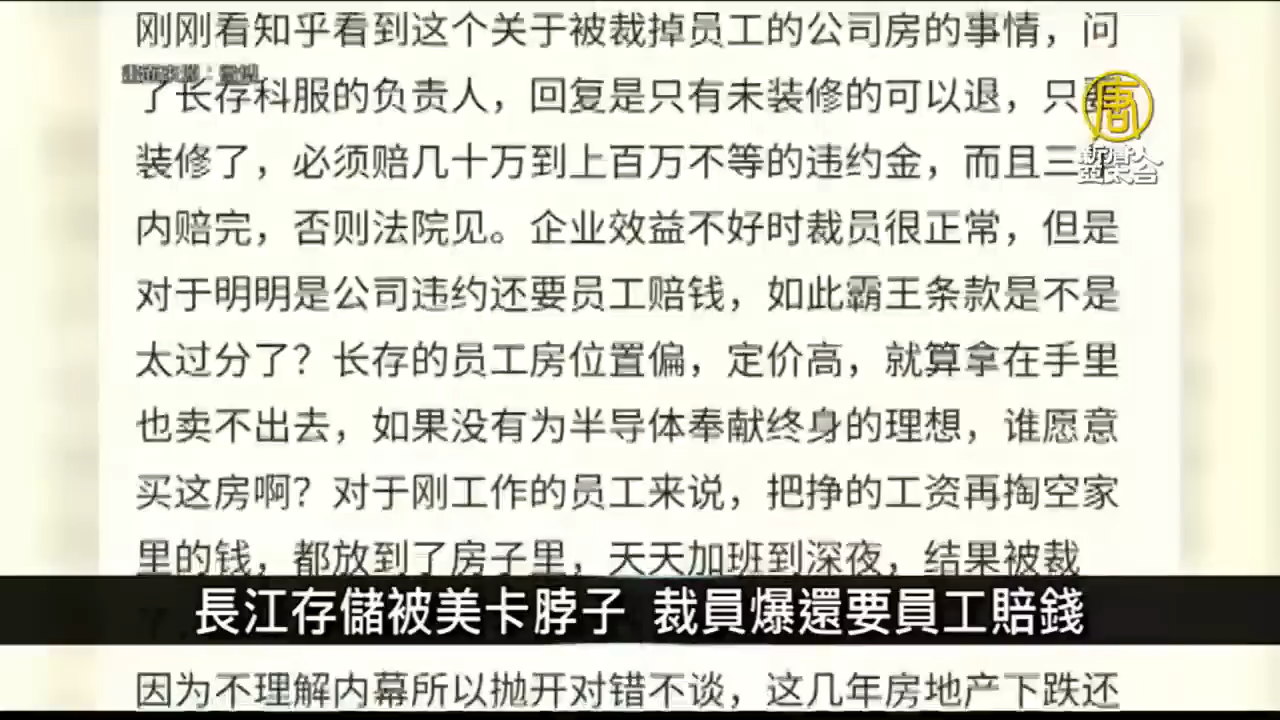 刚刚看知乎看到这个关于被裁掉员工的公司房的事情，问
了长存科服的负责人，回复是只有未装修的可以退，只要
唐
新唐人
亞太台
装修了，必须赔几十万到上百万不等的违约金，而且三
内赔完，否则法院见。企业效益不好时裁员很正常，但是
对于明明是公司违约还要员工赔钱，如此霸王条款是不是
太过分了？长存的员工房位置偏，定价高，就算拿在手里
也卖不出去，如果没有为半导体奉献终身的理想，谁愿意
买这房啊？对于刚工作的员工来说，把挣的工资再掏空家
里的钱，都放到了房子里，天天加班到深夜，结果被裁
長江存儲被美卡脖子 裁員爆還要員工賠錢
因为不理解内幕所以抛开对错不谈，这几年房地产下跌还